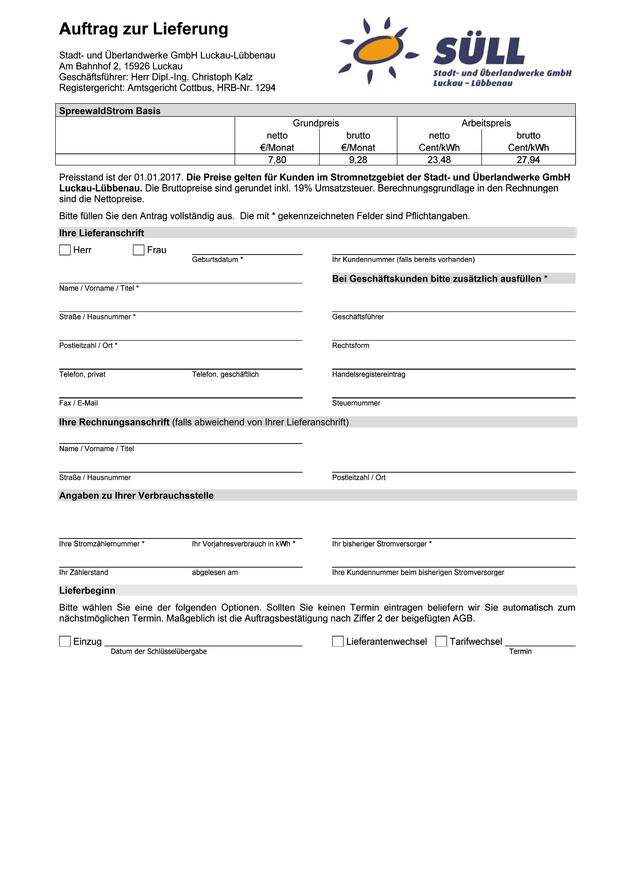 Auftrag zur Lieferung
Stadt- und Überlandwerke GmbH Luckau-Lübbenau
Am Bahnhof 2, 15926 Luckau
Geschäftsführer: Herr Dipl.-Ing. Christoph Kalz
Registergericht: Amtsgericht Cottbus, HRB-Nr. 1294
SÜLL
Stadt- und Überlandwerke GmbH
Luckau – Lübbenau
SpreewaldStrom Basis
Grundpreis Arbeitspreis
netto brutto netto brutto
€/Monat €/Monat Cent/kWh Cent/kWh
7,80 9,28 23,48 27,94
Preisstand ist der 01.01.2017. Die Preise gelten für Kunden im Stromnetzgebiet der Stadt- und Überlandwerke GmbH
Luckau-Lübbenau. Die Bruttopreise sind gerundet inkl. 19% Umsatzsteuer. Berechnungsgrundlage in den Rechnungen
sind die Nettopreise.
Bitte füllen Sie den Antrag vollständig aus. Die mit * gekennzeichneten Felder sind Pflichtangaben.
Ihre Lieferanschrift
Herr Frau
Geburtsdatum * Ihr Kundennummer (falls bereits vorhanden)
Bei Geschäftskunden bitte zusätzlich ausfüllen *
Name / Vorname / Titel *
Straße / Hausnummer * Geschäftsführer
Postleitzahl / Ort * Rechtsform
Telefon, privat Telefon, geschäftlich Handelsregistereintrag
Fax / E-Mail Steuernummer
Ihre Rechnungsanschrift (falls abweichend von Ihrer Lieferanschrift)
Name / Vorname / Titel
Straße / Hausnummer Postleitzahl / Ort
Angaben zu Ihrer Verbrauchsstelle
Ihre Stromzählernummer * Ihr Vorjahresverbrauch in kWh * Ihr bisheriger Stromversorger *
Ihr Zählerstand abgelesen am Ihre Kundennummer beim bisherigen Stromversorger
Lieferbeginn
Bitte wählen Sie eine der folgenden Optionen. Sollten Sie keinen Termin eintragen beliefern wir Sie automatisch zum
nächstmöglichen Termin. Maßgeblich ist die Auftragsbestätigung nach Ziffer 2 der beigefügten AGB.
Einzug Lieferantenwechsel Tarifwechsel
Datum der Schlüsselübergabe Termin